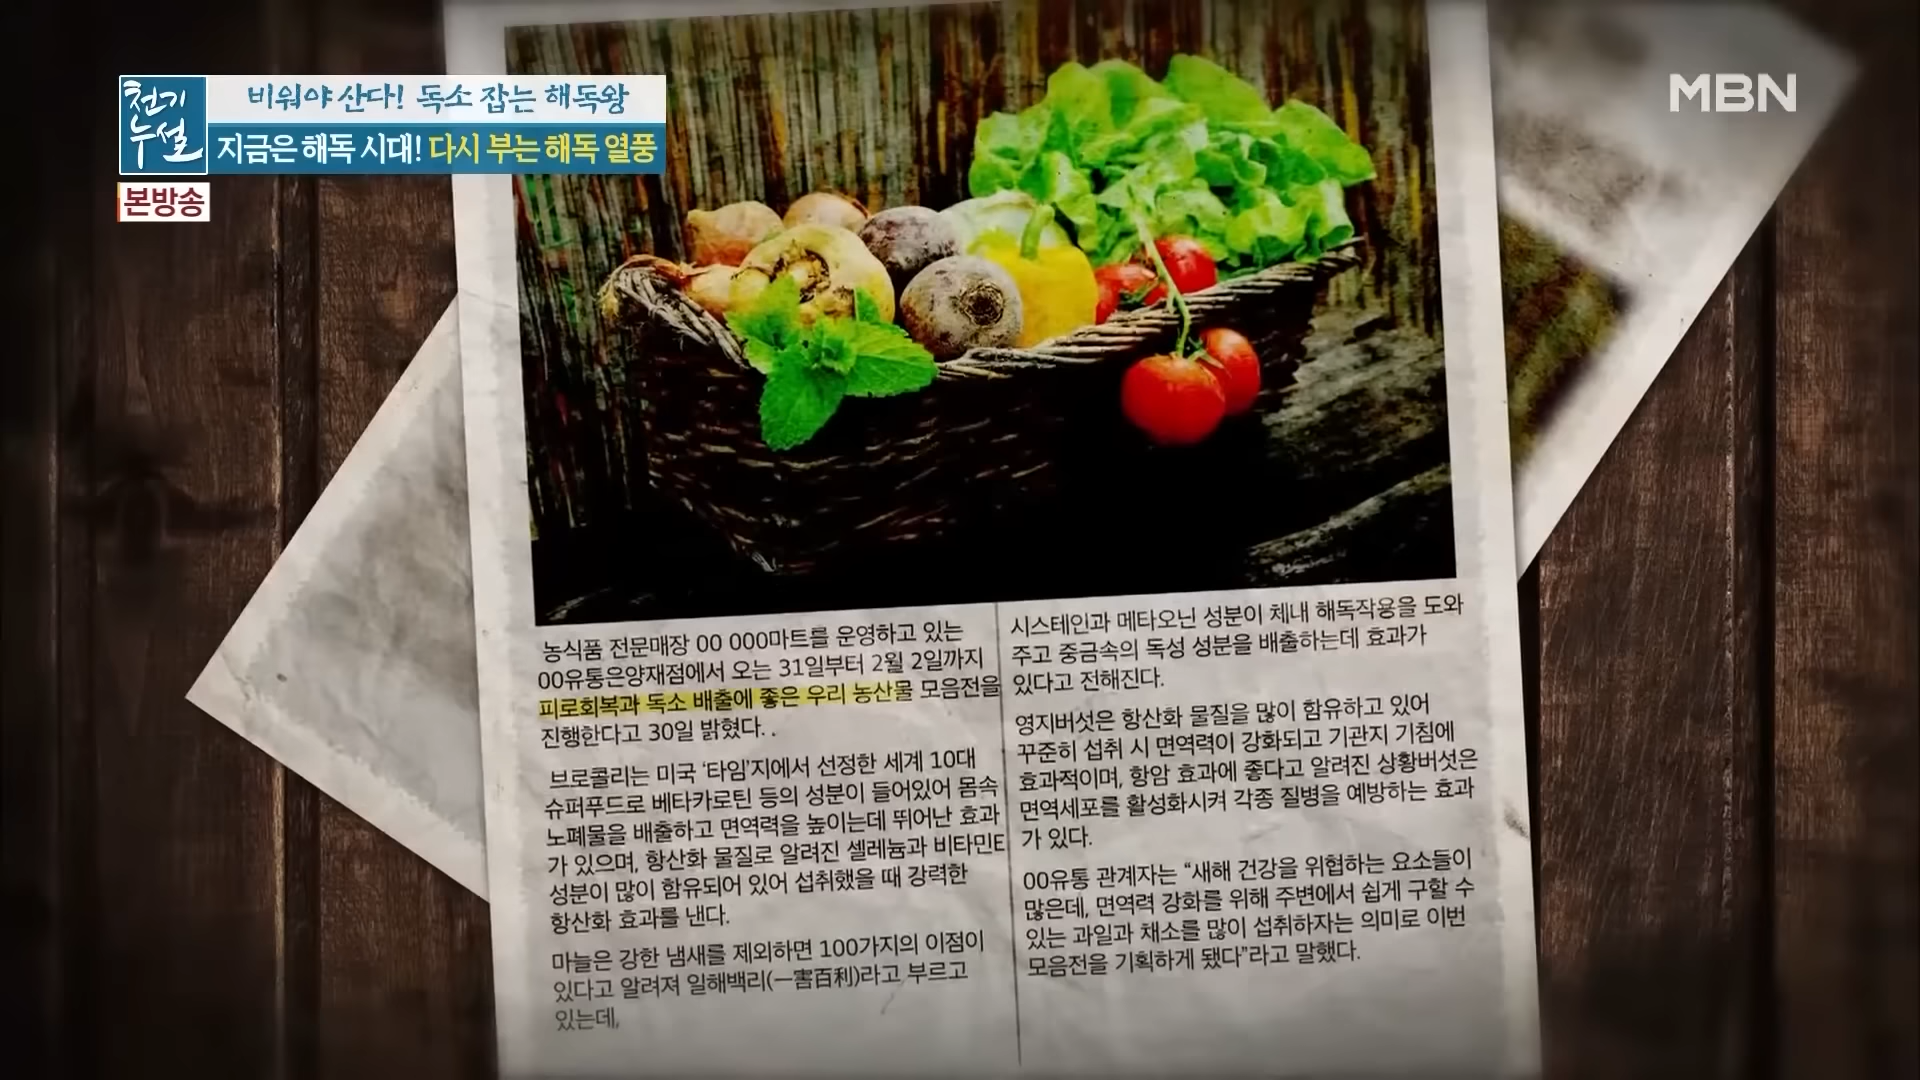 천기누설
비워야 산다! 독소 잡는 해독왕
지금은 해독 시대! 다시 부는 해독 열풍
본방송
MBN
농식품 전문매장 00 000마트를 운영하고 있는
00유통은양재점에서 오는 31일부터 2월 2일까지
피로회복과 독소 배출에 좋은 우리 농산물 모음전을
진행한다고 30일 밝혔다. .
브로콜리는 미국 ‘타임’지에서 선정한 세계 10대
슈퍼푸드로 베타카로틴 등의 성분이 들어있어 몸속
노폐물을 배출하고 면역력을 높이는데 뛰어난 효과
가 있으며, 항산화 물질로 알려진 셀레늄과 비타민E
성분이 많이 함유되어 있어 섭취했을 때 강력한
항산화 효과를 낸다.
마늘은 강한 냄새를 제외하면 100가지의 이점이
있다고 알려져 일해백리(一害百利)라고 부르고
있는데,
시스테인과 메타오닌 성분이 체내 해독작용을 도와
주고 중금속의 독성 성분을 배출하는데 효과가
있다고 전해진다.
영지버섯은 항산화 물질을 많이 함유하고 있어
꾸준히 섭취 시 면역력이 강화되고 기관지 기침에
효과적이며, 항암 효과에 좋다고 알려진 상황버섯은
면역세포를 활성화시켜 각종 질병을 예방하는 효과
가 있다.
00유통 관계자는 “새해 건강을 위협하는 요소들이
많은데, 면역력 강화를 위해 주변에서 쉽게 구할 수
있는 과일과 채소를 많이 섭취하자는 의미로 이번
모음전을 기획하게 됐다”라고 말했다.